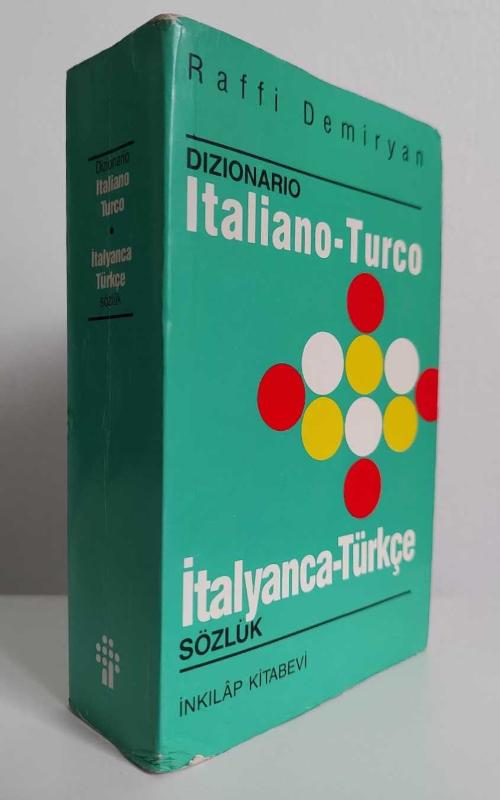 Raffi Demiryan
DIZIONARIO
Italiano-Turco
İtalyanca-Türkçe
SÖZLÜK
İNKILÂP KİTABEVİ
Dizionario
Italiano
Turco
•
İtalyanca
Türkçe
sözlük